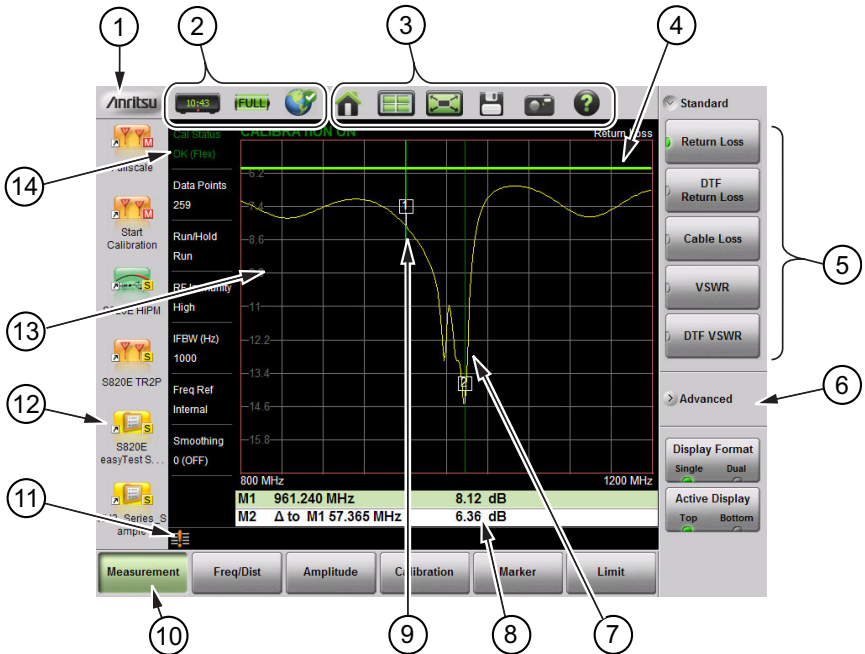 1
2
3
4
Anritsu
10:43
FULL
?
Standard
M
Cal Status
CALIBRATION ON
Return Loss
OK (Flex)
14
Return Loss
-6.2
Data Points
259
-7.4
1
DTF
Return Loss
M
Start
Calibration
Run/Hold
Run
-8.6
Cable Loss
5
S
S820E HiPM
RF Immunity
High
-11
VSWR
13
IFBW (Hz)
1000
-12.2
DTF VSWR
S
S820E TR2P
-13.4
2
Freq Ref
Internal
-14.6
Advanced
6
12
S
S820E
easyTest S. . .
Smoothing
0 (OFF)
-15.8
Display Format
Single Dual
800 MHz
1200 MHz
M1 961.240 MHz 8.12 dB
M2 Δ to M1 57.365 MHz 6.36 dB
Active Display
Top Bottom
11
S
Measurement
Freq/Dist
Amplitude
Calibration
Marker
Limit
10
9
8
7